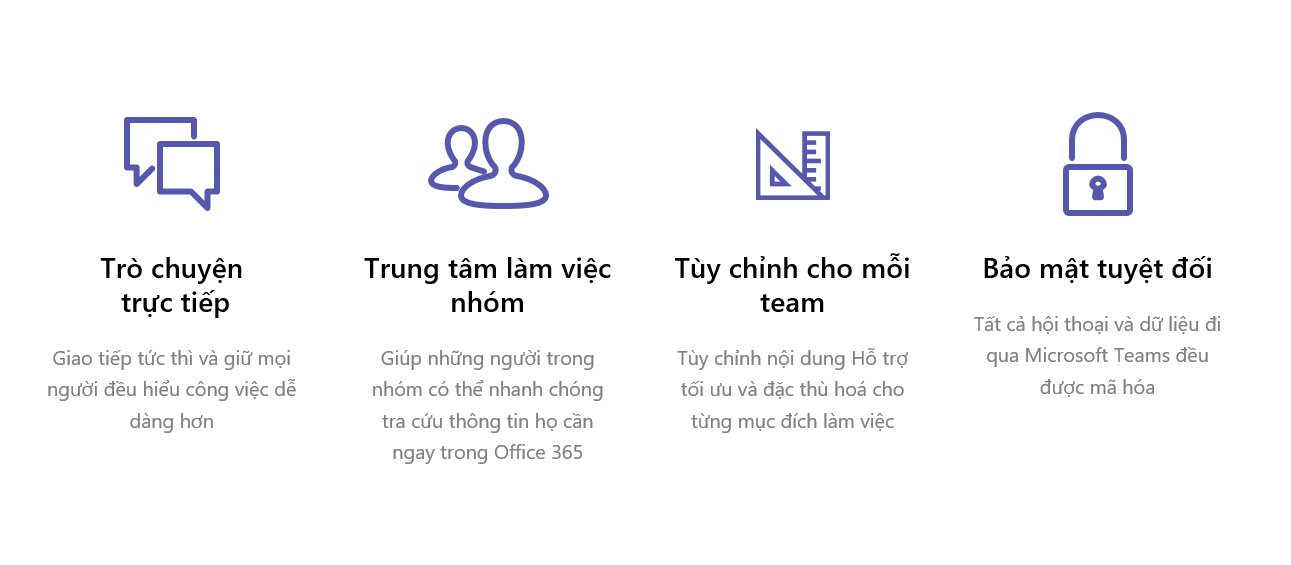 Trò chuyện
trực tiếp
Giao tiếp tức thì và giữ mọi
người đều hiểu công việc dễ
dàng hơn
Trung tâm làm việc
nhóm
Giúp những người trong
nhóm có thể nhanh chóng
tra cứu thông tin họ cần
ngay trong Office 365
Tùy chỉnh cho mỗi
team
Tùy chỉnh nội dung Hỗ trợ
tối ưu và đặc thù hoá cho
từng mục đích làm việc
Bảo mật tuyệt đối
Tất cả hội thoại và dữ liệu đi
qua Microsoft Teams đều
được mã hóa